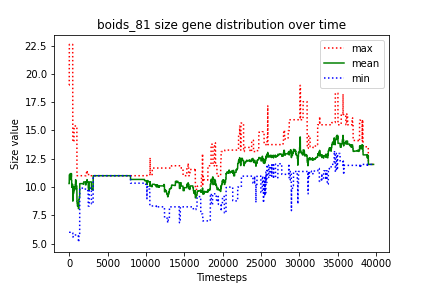 boids_81 size gene distribution over time
max
mean
min
Size value
22.5
20.0
17.5
15.0
12.5
10.0
7.5
5.0
0 5000 10000 15000 20000 25000 30000 35000 40000
Timesteps